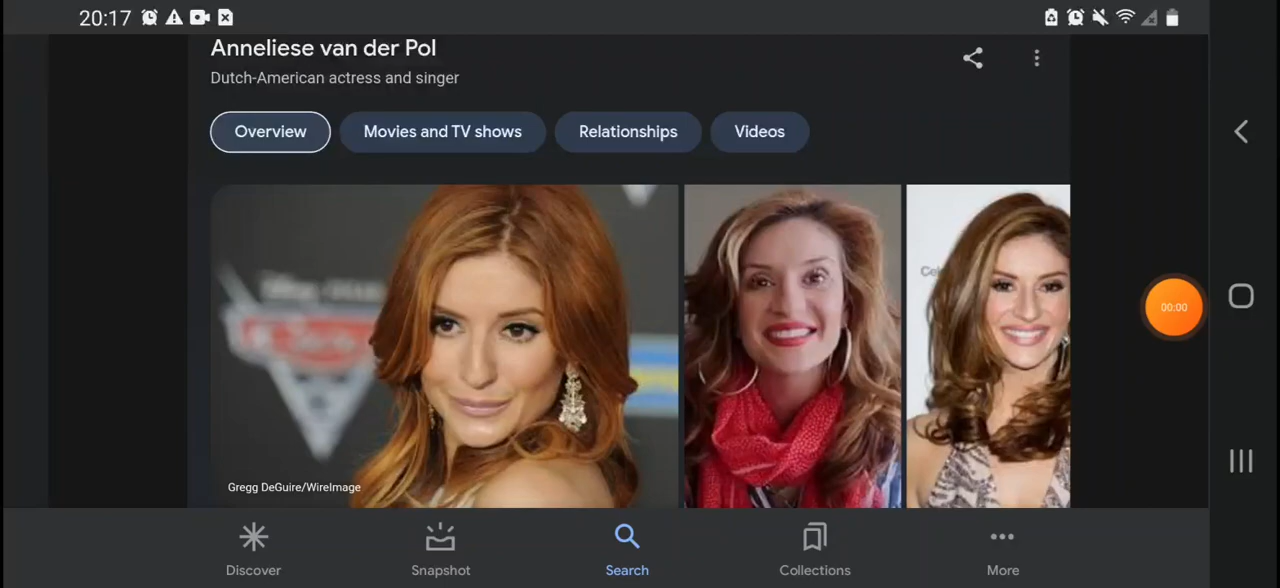 20:17
Anneliese van der Pol
Dutch-American actress and singer
Overview
Movies and TV shows
Relationships
Videos
Gregg DeGuire/WireImage
Cel
00:00
Discover
Snapshot
Search
Collections
More